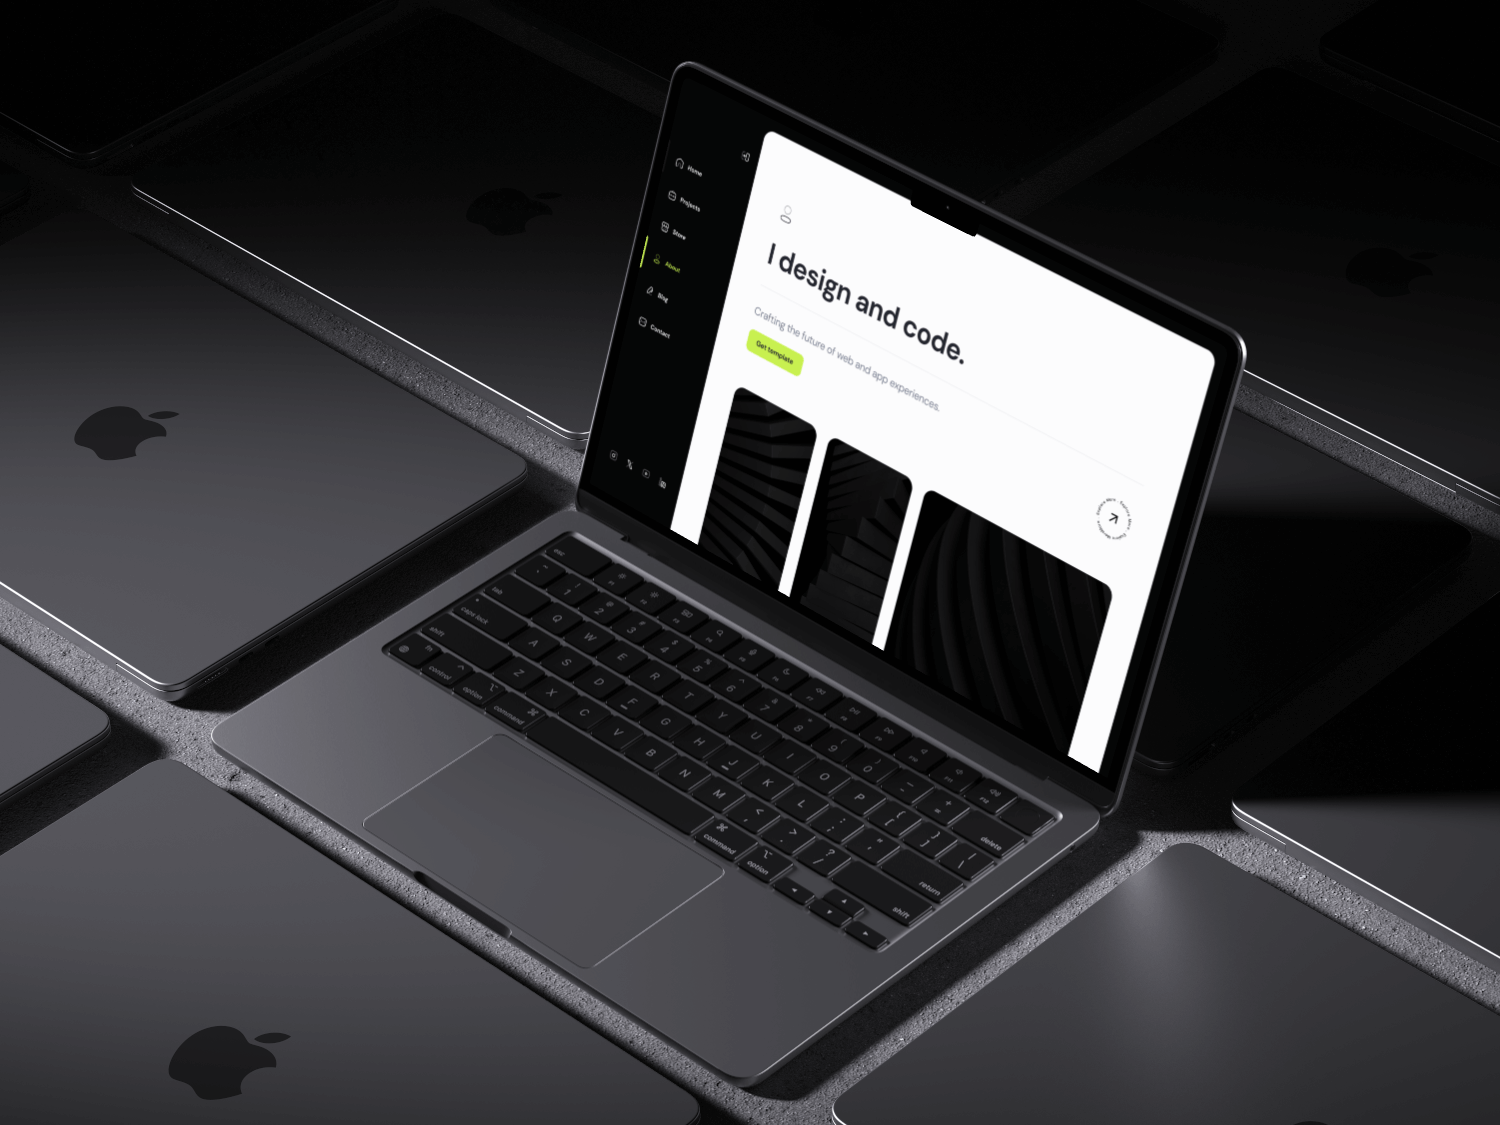 Home
Projects
Store
About
Blog
Contact
I design and code.
Crafting the future of web and app experiences.
Get template
esc
tab
Q W E R T Y U I O P
caps lock
A S D F G H J K L
return
shift
Z X C V B N M
shift
fn
control
option
command
command
option
delete